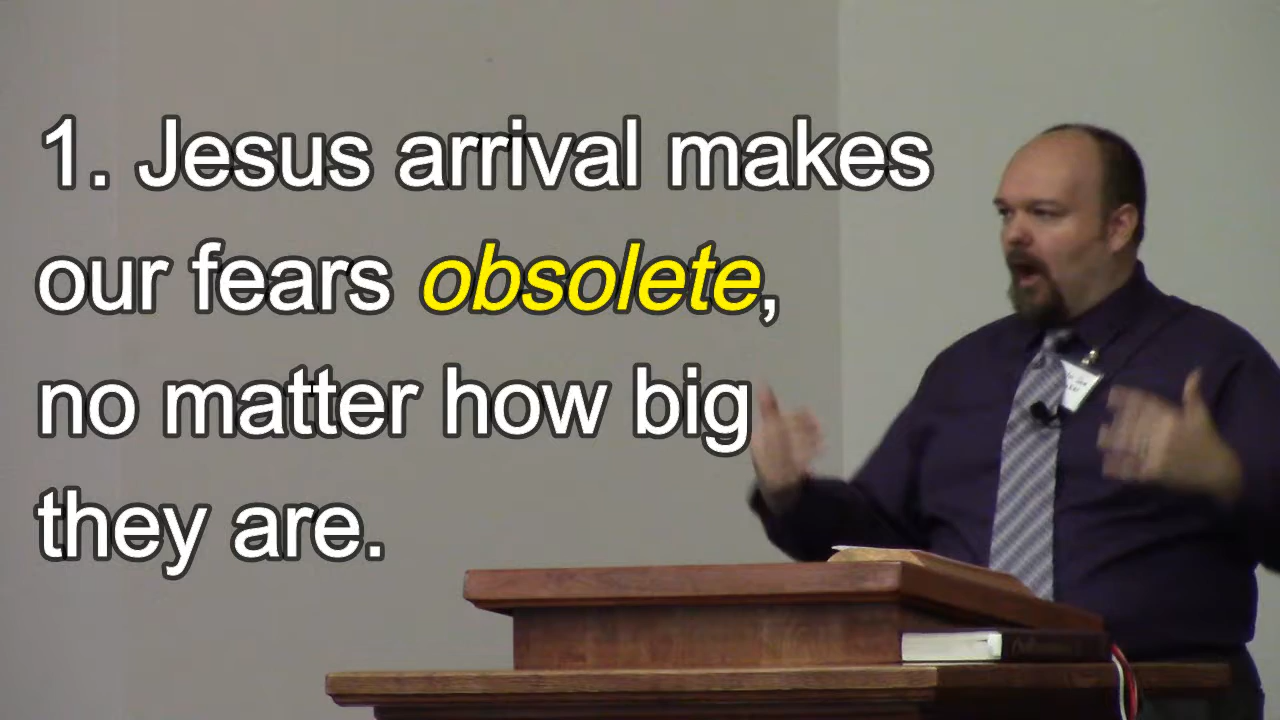 1. Jesus arrival makes
our fears obsolete,
no matter how big
they are.